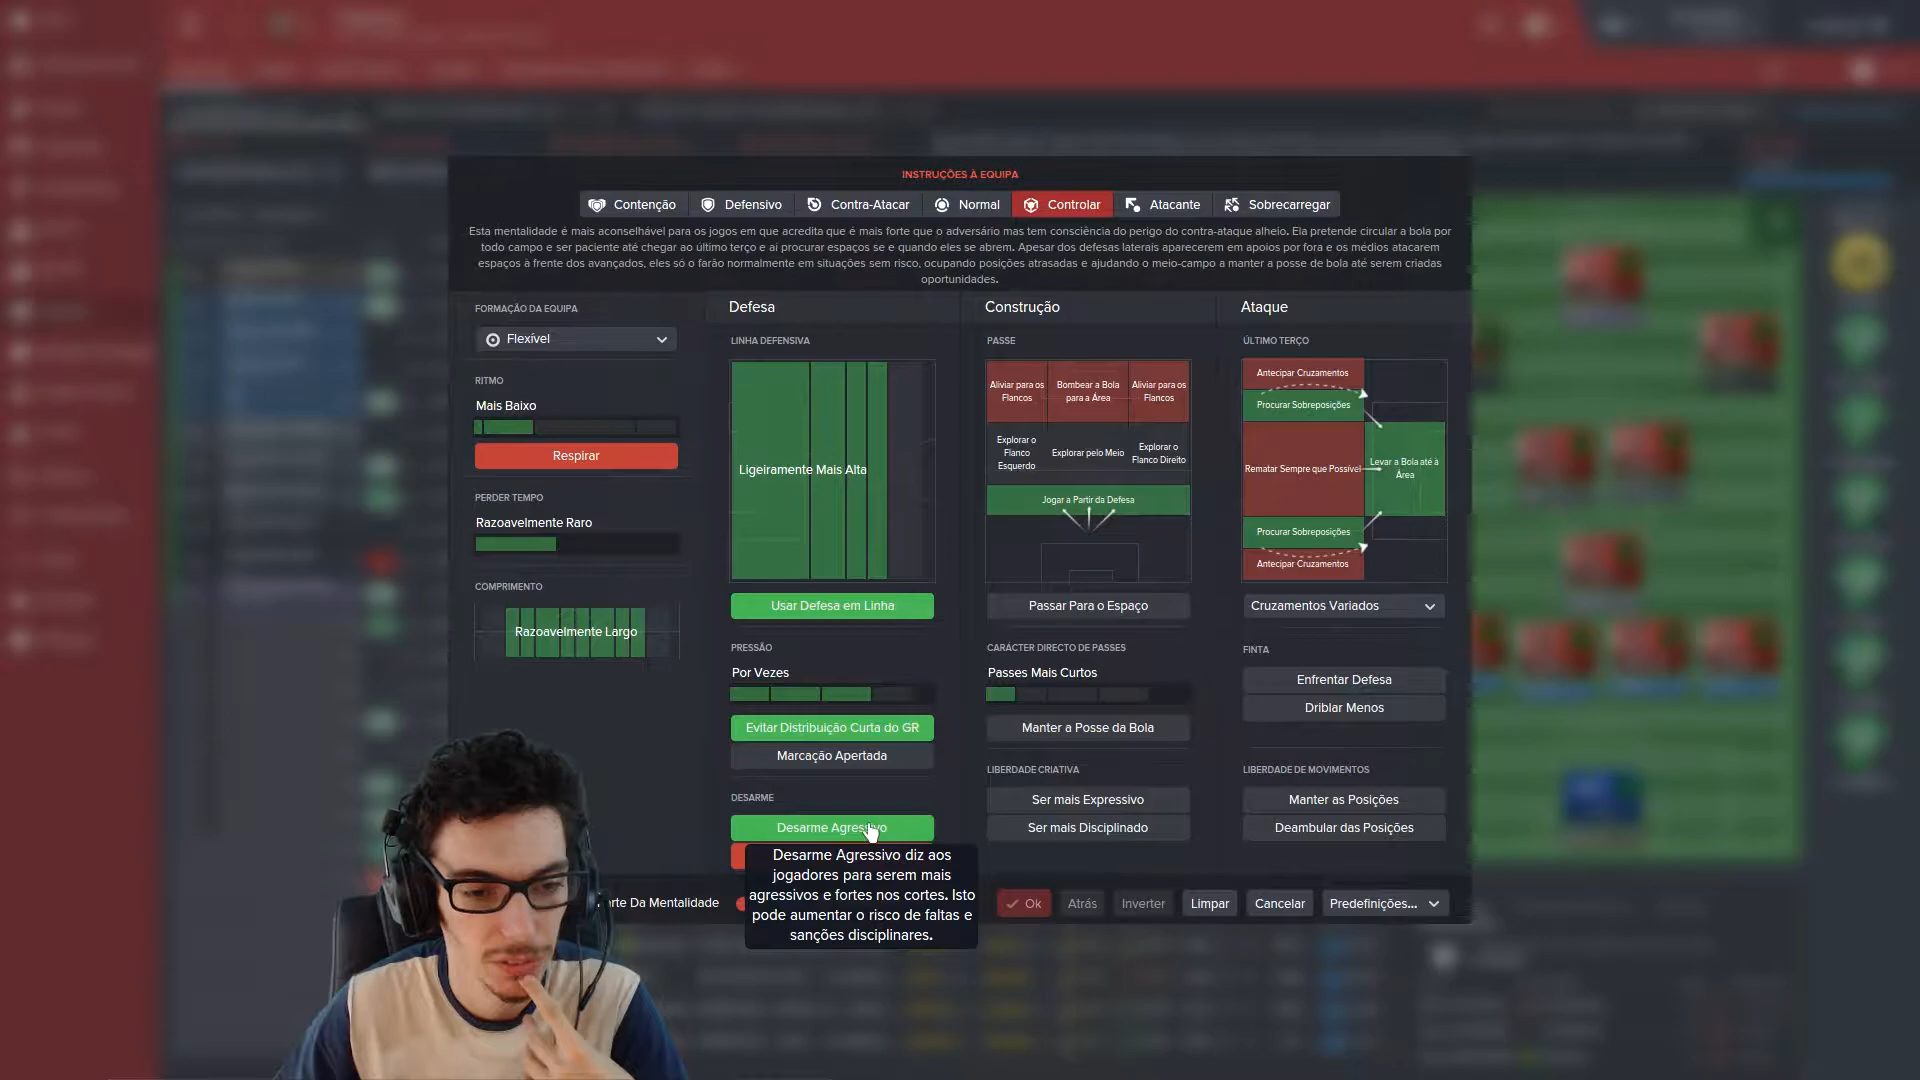 INSTRUÇÕES À EQUIPA
Contenção
Defensivo
Contra-Atacar
Normal
Controlar
Atacante
Sobrecarregar
Esta mentalidade é mais aconselhável para os jogos em que acredita que é mais forte que o adversário mas tem consciência do perigo do contra-ataque alheio. Ela pretende circular a bola por
todo campo e ser paciente até chegar ao último terço e aí procurar espaços se e quando eles se abrem. Apesar dos defesas laterais aparecerem em apoios por fora e os médios atacarem
espaços à frente dos avançados, eles só o farão normalmente em situações sem risco, ocupando posições atrasadas e ajudando o meio-campo a manter a posse de bola até serem criadas
oportunidades.
FORMAÇÃO DA EQUIPA
Flexível
RITMO
Mais Baixo
Respirar
PERDER TEMPO
Razoavelmente Raro
COMPRIMENTO
Razoavelmente Largo
Defesa
LINHA DEFENSIVA
Ligeiramente Mais Alta
Usar Defesa em Linha
PRESSÃO
Por Vezes
Evitar Distribuição Curta do GR
Marcação Apertada
DESARME
Desarme Agressivo
Desarme Agressivo diz aos
jogadores para serem mais
agressivos e fortes nos cortes. Isto
pode aumentar o risco de faltas e
sanções disciplinares.
Construção
PASSE
Aliviar para os
Flancos
Bombear a Bola
para a Área
Aliviar para os
Flancos
Explorar o
Flanco
Esquerdo
Explorar pelo Meio
Explorar o
Flanco Direito
Jogar a Partir da Defesa
Passar Para o Espaço
CARÁCTER DIRECTO DE PASSES
Passes Mais Curtos
Manter a Posse da Bola
LIBERDADE CRIATIVA
Ser mais Expressivo
Ser mais Disciplinado
Ataque
ÚLTIMO TERÇO
Antecipar Cruzamentos
Procurar Sobreposições
Rematar Sempre que Possível
Levar a Bola até à
Área
Procurar Sobreposições
Antecipar Cruzamentos
Cruzamentos Variados
FINTA
Enfrentar Defesa
Driblar Menos
LIBERDADE DE MOVIMENTOS
Manter as Posições
Deambular das Posições
Da Mentalidade
Ok
Atrás
Inverter
Limpar
Cancelar
Predefinições...